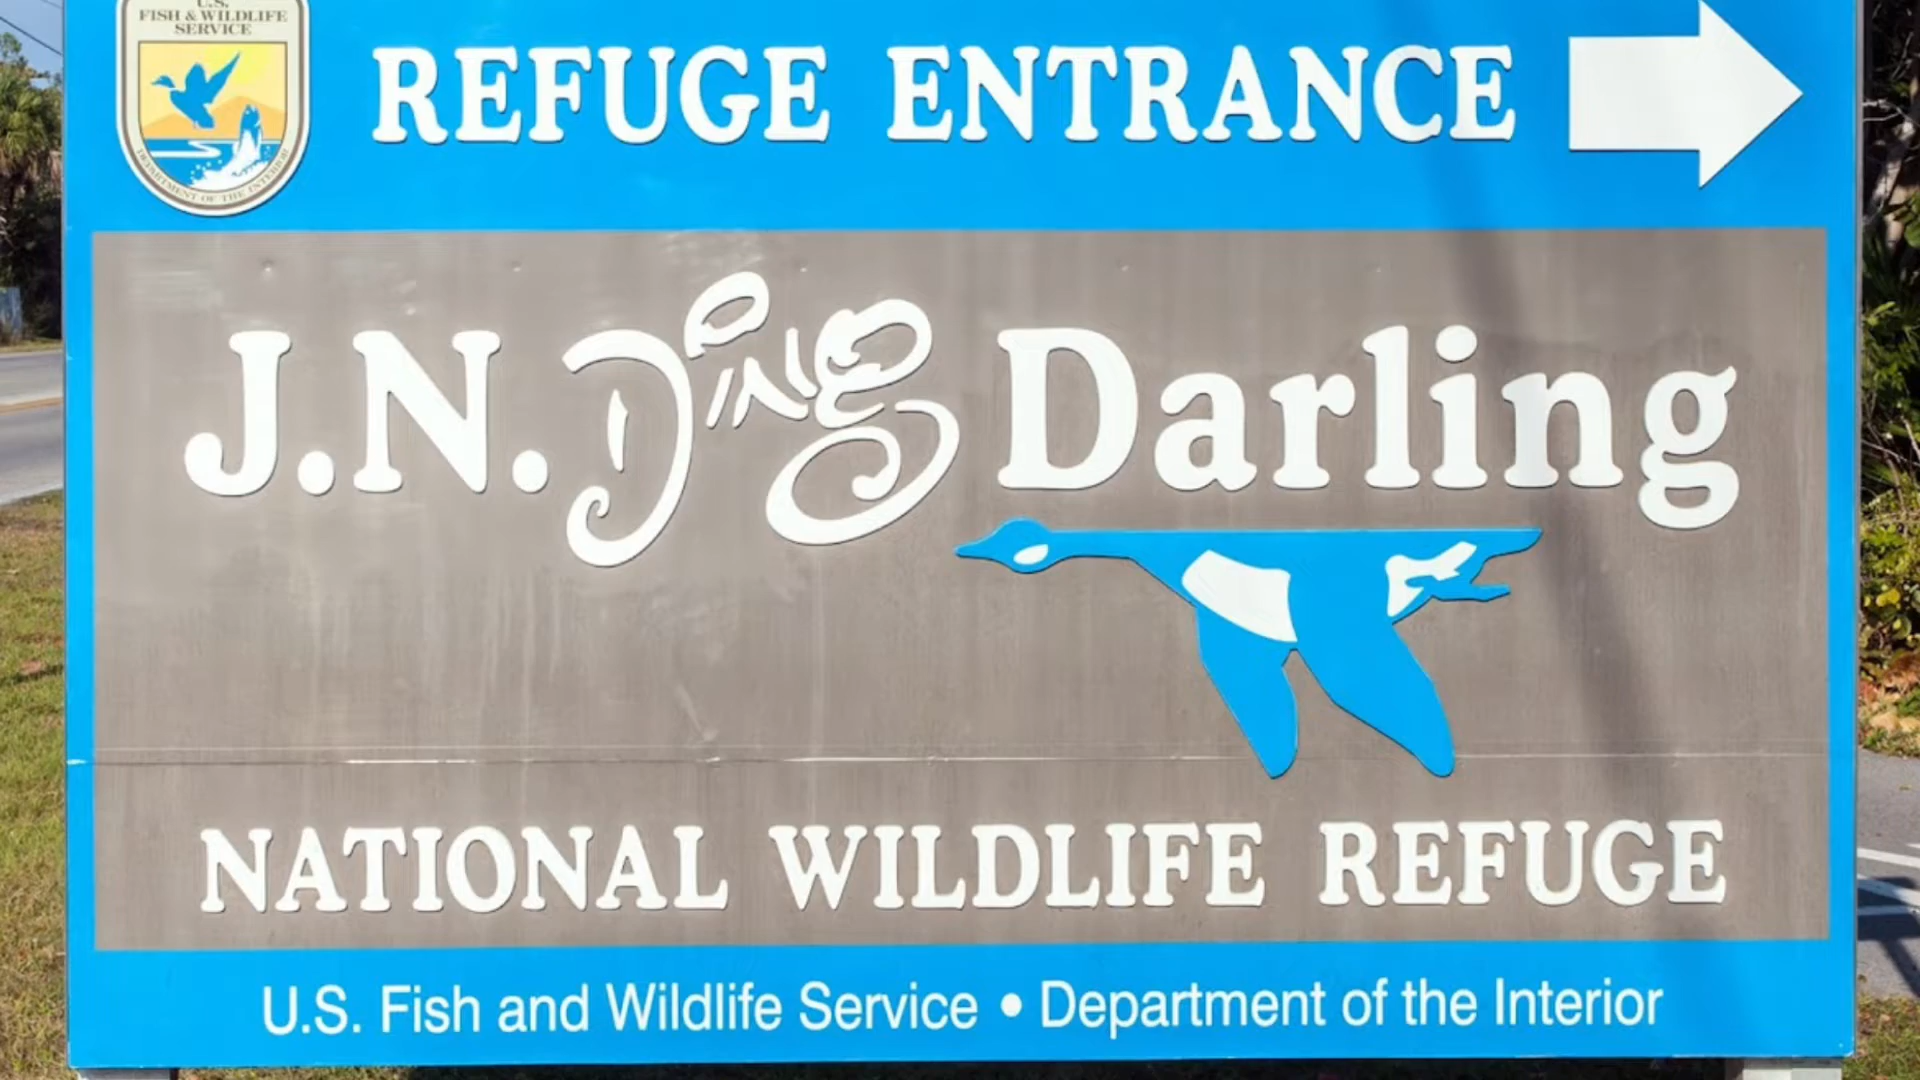 U.S.
FISH & WILDLIFE
SERVICE
DEPARTMENT OF THE INTERIOR
REFUGE ENTRANCE
J.N. Ding Darling
NATIONAL WILDLIFE REFUGE
U.S. Fish and Wildlife Service • Department of the Interior